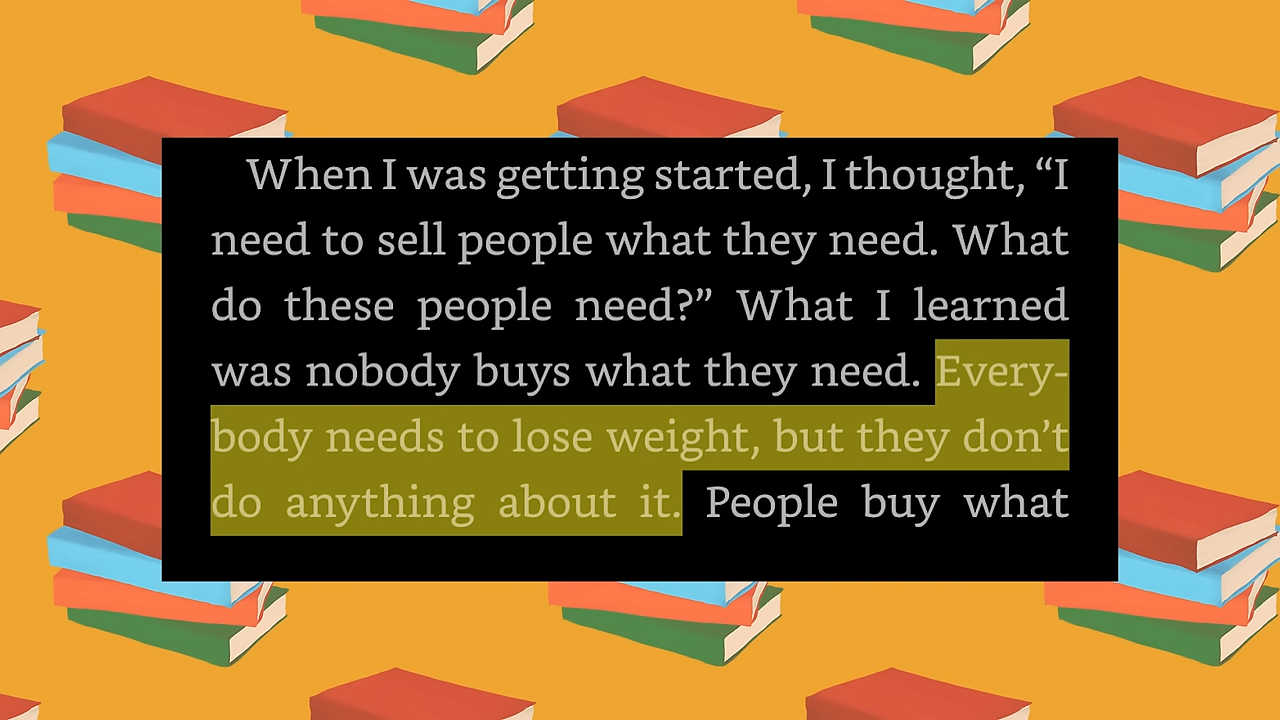 When I was getting started, I thought, “I
need to sell people what they need. What
do these people need?” What I learned
was nobody buys what they need. Every-
body needs to lose weight, but they don’t
do anything about it. People buy what